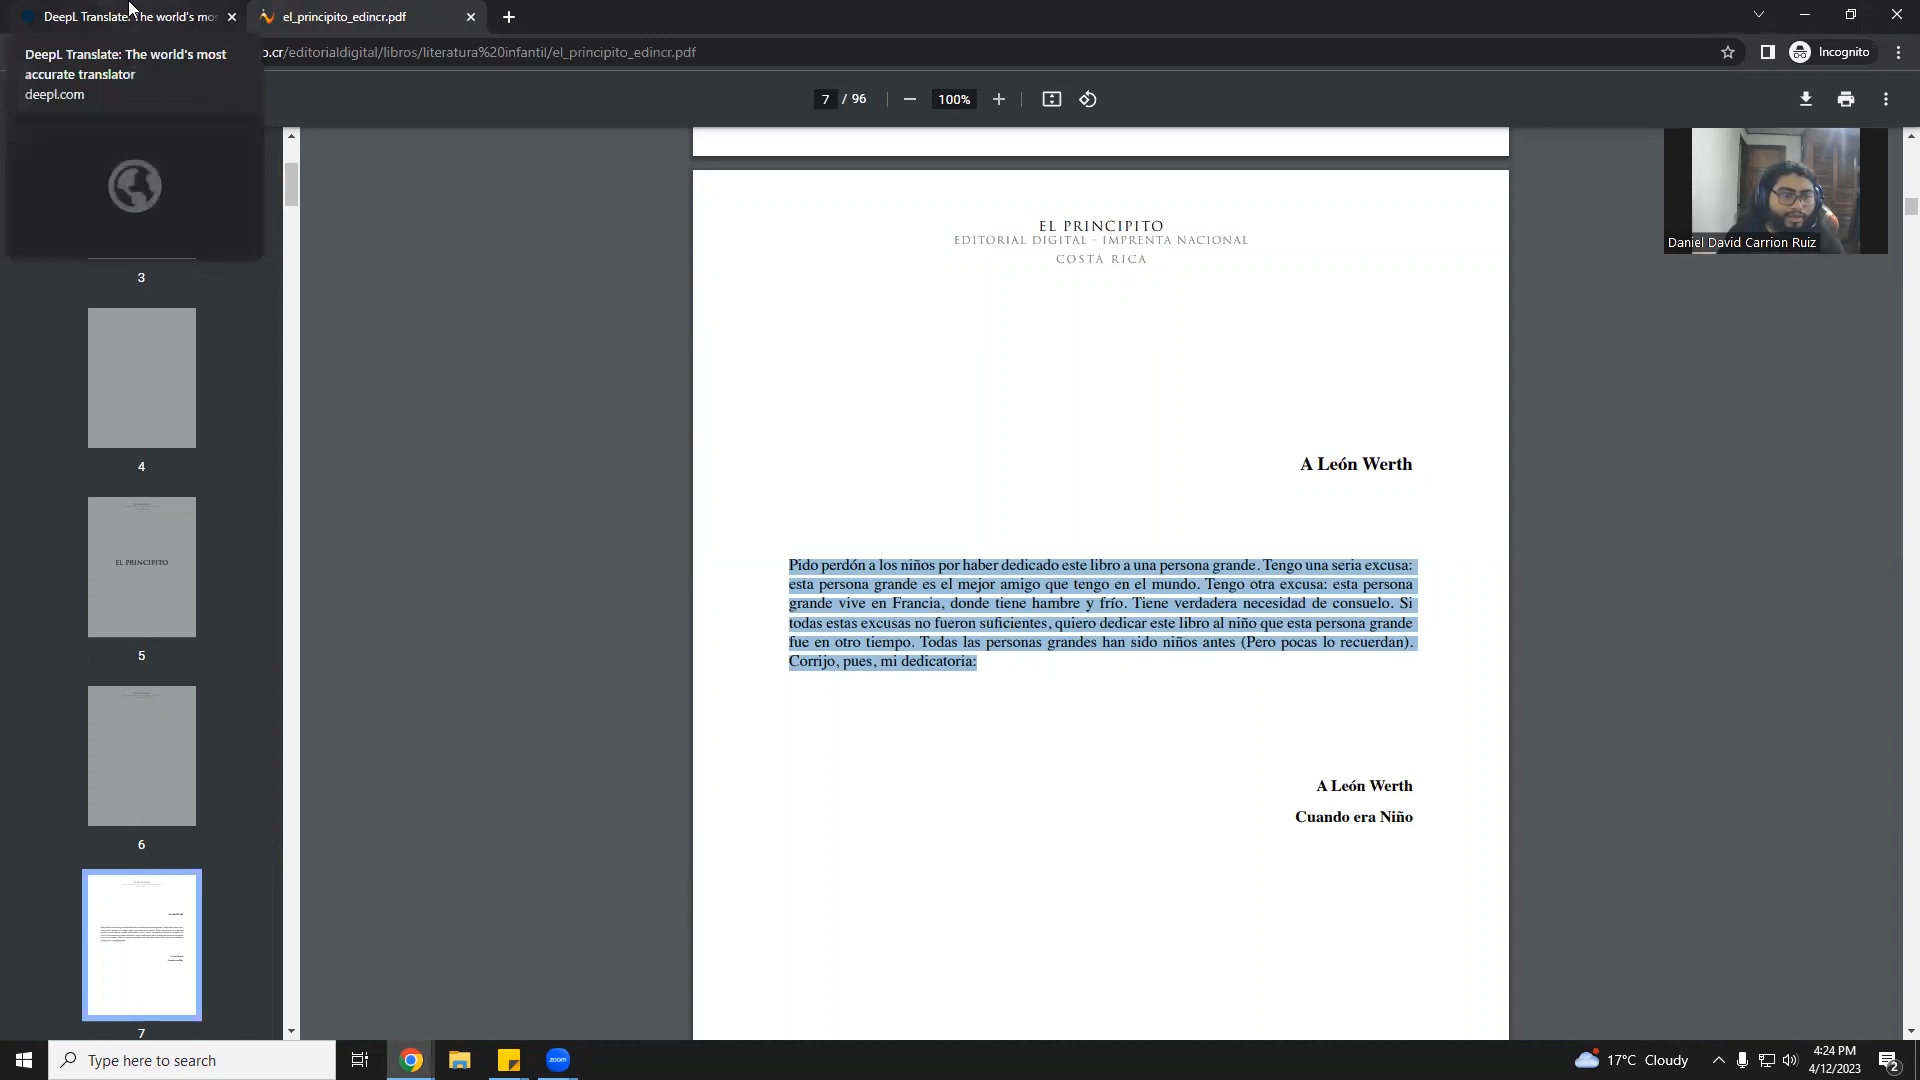 DeepL Translate: The world's mos
el_principito_edincr.pdf
DeepL Translate: The world's most
accurate translator
deepl.com
o.cr/editorialdigital/libros/literatura%20infantil/el_principito_edincr.pdf
Incognito
7 / 96
100%
3
4
EL PRINCIPITO
5
6
7
EL PRINCIPITO
EDITORIAL DIGITAL - IMPRENTA NACIONAL
COSTA RICA
A León Werth
Pido perdón a los niños por haber dedicado este libro a una persona grande. Tengo una seria excusa:
esta persona grande es el mejor amigo que tengo en el mundo. Tengo otra excusa: esta persona
grande vive en Francia, donde tiene hambre y frío. Tiene verdadera necesidad de consuelo. Si
todas estas excusas no fueron suficientes, quiero dedicar este libro al niño que esta persona grande
fue en otro tiempo. Todas las personas grandes han sido niños antes (Pero pocas lo recuerdan).
Corrijo, pues, mi dedicatoria:
A León Werth
Cuando era Niño
Daniel David Carrion Ruiz
Type here to search
zoom
17°C Cloudy
4:24 PM
4/12/2023
2